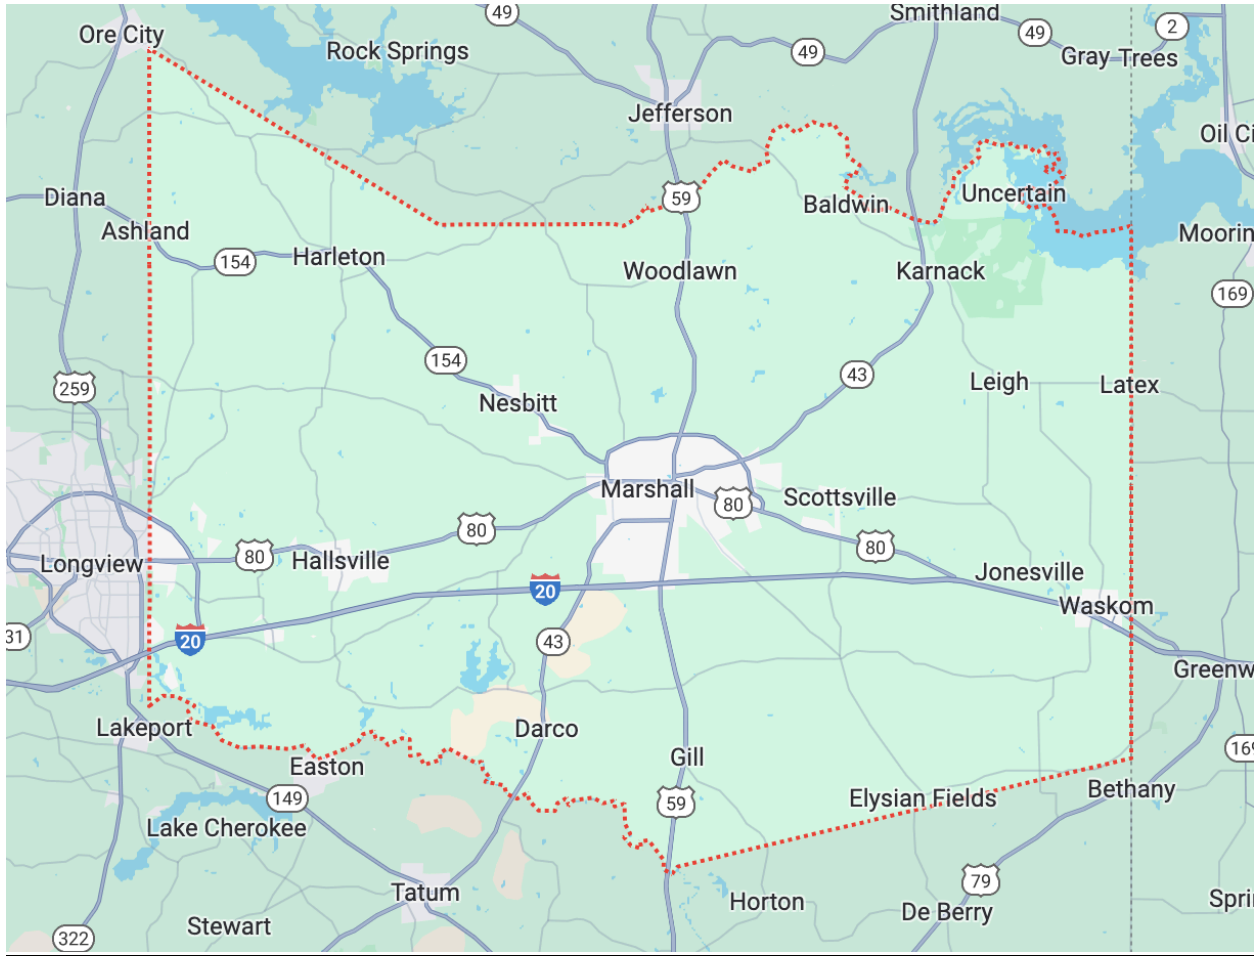 49
Smithland
2
Ore City
Rock Springs
49
49
Gray Trees
Jefferson
Oil Ci
Diana
59
Baldwin
Uncertain
Ashland
Moorin
154
Harleton
Woodlawn
Karnack
169
154
43
259
Nesbitt
Leigh
Latex
Marshall
80
Scottsville
80
80
80
Longview
Hallsville
20
Jonesville
Waskom
31
20
43
Greenw
Lakeport
Darco
Easton
Gill
169
149
59
Elysian Fields
Bethany
Lake Cherokee
Tatum
79
Horton
De Berry
Sprin
Stewart
322